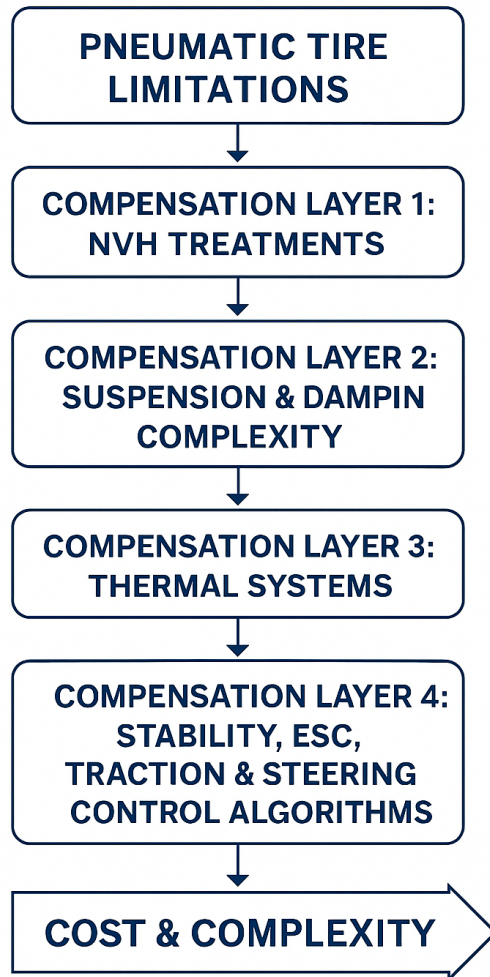 PNEUMATIC TIRE
LIMITATIONS
COMPENSATION LAYER 1:
NVH TREATMENTS
COMPENSATION LAYER 2:
SUSPENSION & DAMPIN
COMPLEXITY
COMPENSATION LAYER 3:
THERMAL SYSTEMS
COMPENSATION LAYER 4:
STABILITY, ESC,
TRACTION & STEERING
CONTROL ALGORITHMS
COST & COMPLEXITY